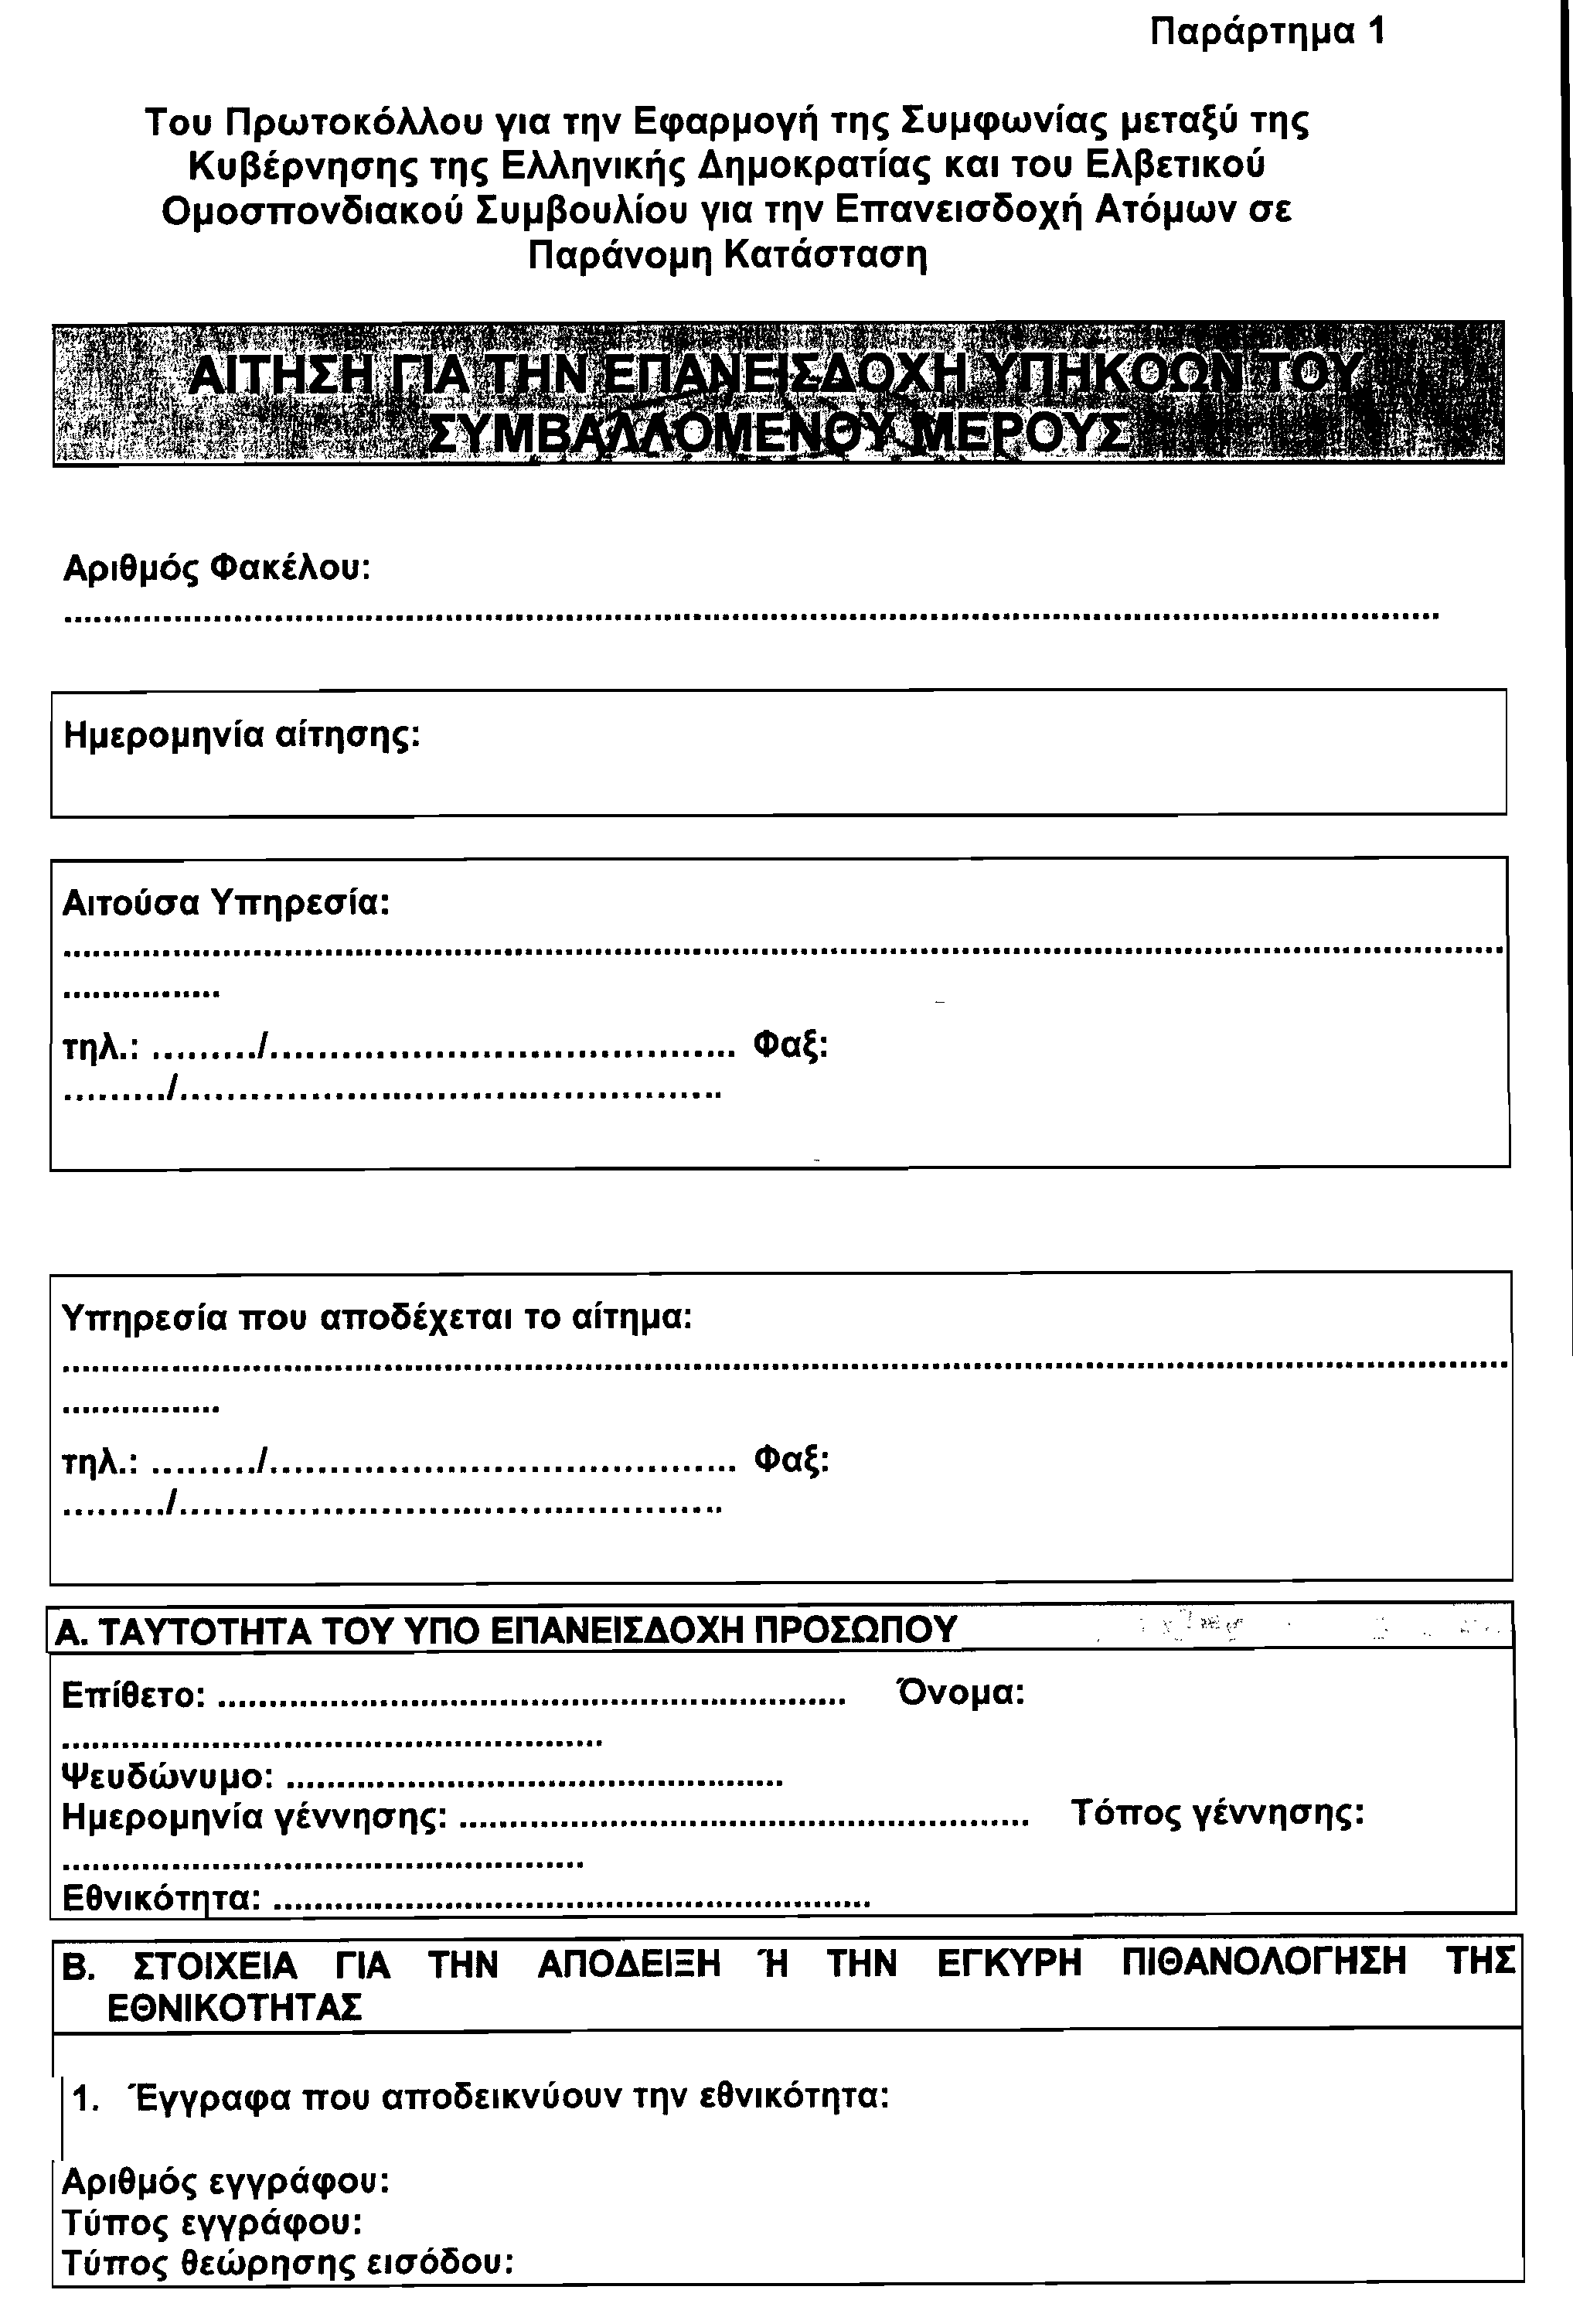 Παράρτημα 1
Του Πρωτοκόλλου για την Εφαρμογή της Συμφωνίας μεταξύ της
Κυβέρνησης της Ελληνικής Δημοκρατίας και του Ελβετικού
Ομοσπονδιακού Συμβουλίου για την Επανεισδοχή Ατόμων σε
Παράνομη Κατάσταση
ΑΙΤΗΣΗ ΓΙΑ ΤΗΝ ΕΠΑΝΕΙΣΔΟΧΗ ΥΠΗΚΟΩΝ ΤΟΥ
ΣΥΜΒΑΛΛΟΜΕΝΟΥ ΜΕΡΟΥΣ
Αριθμός Φακέλου:
................................................................................
Ημερομηνία αίτησης:
Αιτούσα Υπηρεσία:
................................................................................
................
τηλ.: ........./........................................ Φαξ:
........./..............................................
Υπηρεσία που αποδέχεται το αίτημα:
................................................................................
................
τηλ.: ........./........................................ Φαξ:
........./..............................................
Α. ΤΑΥΤΟΤΗΤΑ ΤΟΥ ΥΠΟ ΕΠΑΝΕΙΣΔΟΧΗ ΠΡΟΣΩΠΟΥ
Επίθετο: ............................................................ Όνομα:
......................................................
Ψευδώνυμο: ..................................................
Ημερομηνία γέννησης: ......................................................... Τόπος γέννησης:
....................................................
Εθνικότητα: ............................................................
Β. ΣΤΟΙΧΕΙΑ ΓΙΑ ΤΗΝ ΑΠΟΔΕΙΞΗ Ή ΤΗΝ ΕΓΚΥΡΗ ΠΙΘΑΝΟΛΟΓΗΣΗ ΤΗΣ
ΕΘΝΙΚΟΤΗΤΑΣ
1. Έγγραφα που αποδεικνύουν την εθνικότητα:
Αριθμός εγγράφου:
Τύπος εγγράφου:
Τύπος θεώρησης εισόδου: